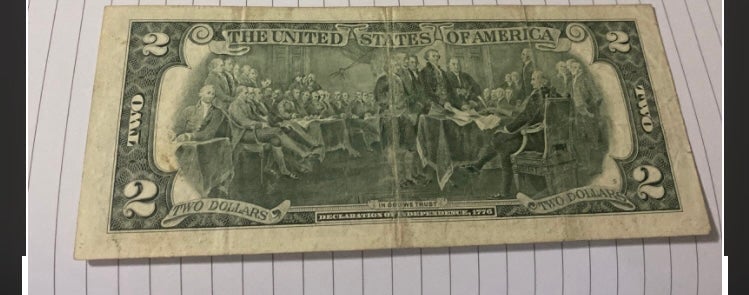 2 THE UNITED STATES OF AMERICA 2
TWO
TWO
IN GOD WE TRUST
2 TWO DOLLARS
TWO DOLLARS 2
DECLARATION OF INDEPENDENCE, 1776